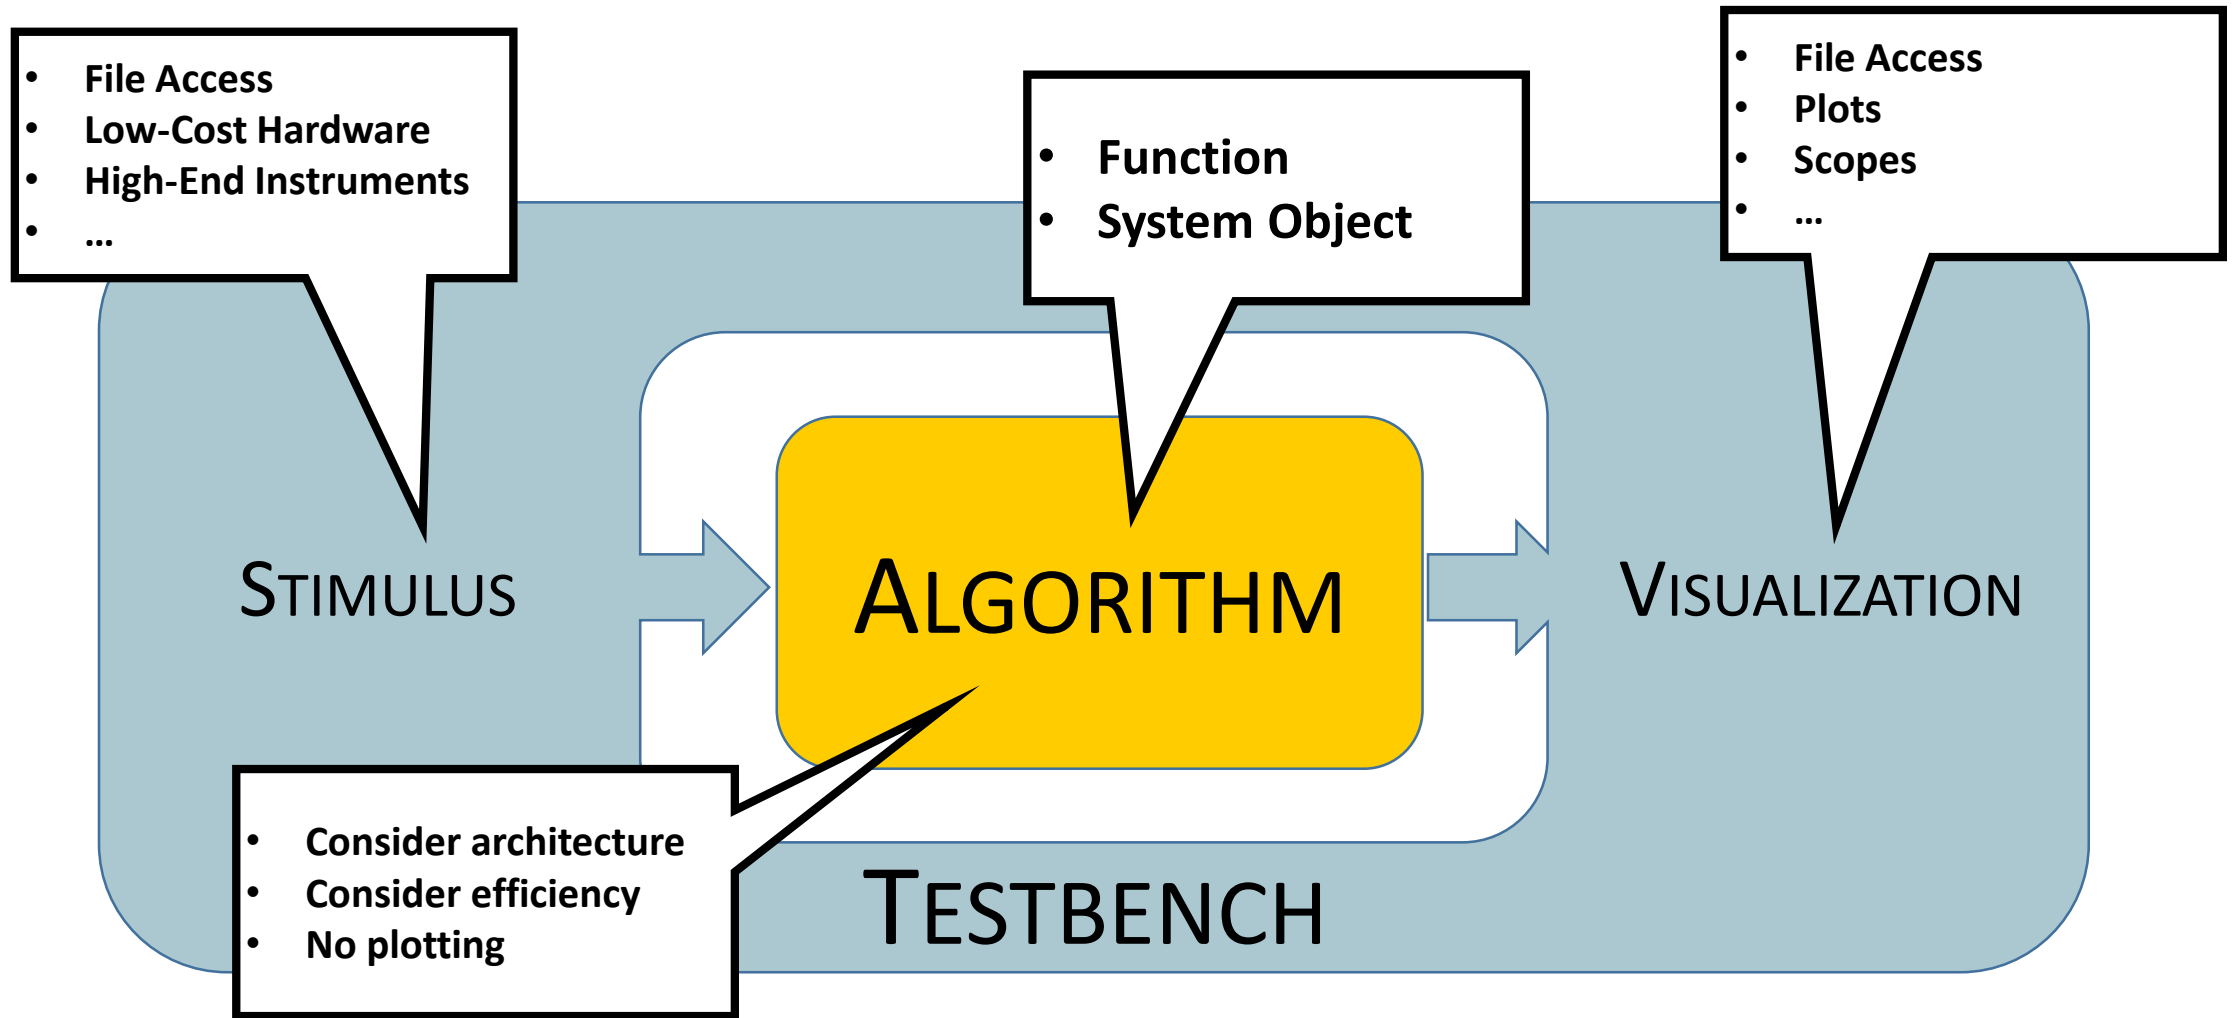 • File Access
• Low-Cost Hardware
• High-End Instruments
• …
• Function
• System Object
• File Access
• Plots
• Scopes
• …
STIMULUS
ALGORITHM
VISUALIZATION
• Consider architecture
• Consider efficiency
• No plotting
TESTBENCH